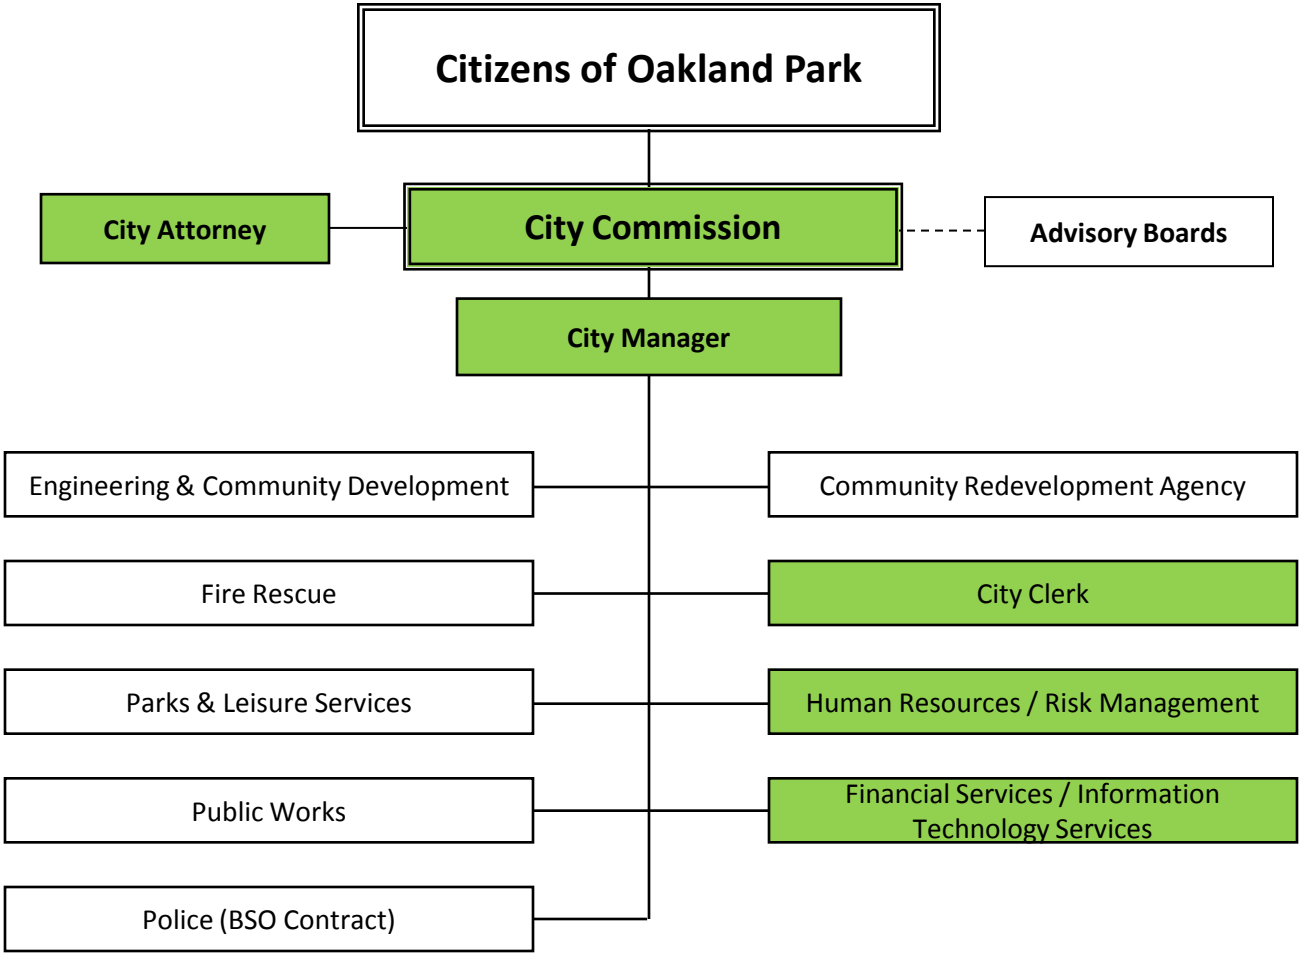 Citizens of Oakland Park
City Attorney
City Commission
Advisory Boards
City Manager
Engineering & Community Development
Community Redevelopment Agency
Fire Rescue
City Clerk
Parks & Leisure Services
Human Resources / Risk Management
Public Works
Financial Services / Information
Technology Services
Police (BSO Contract)